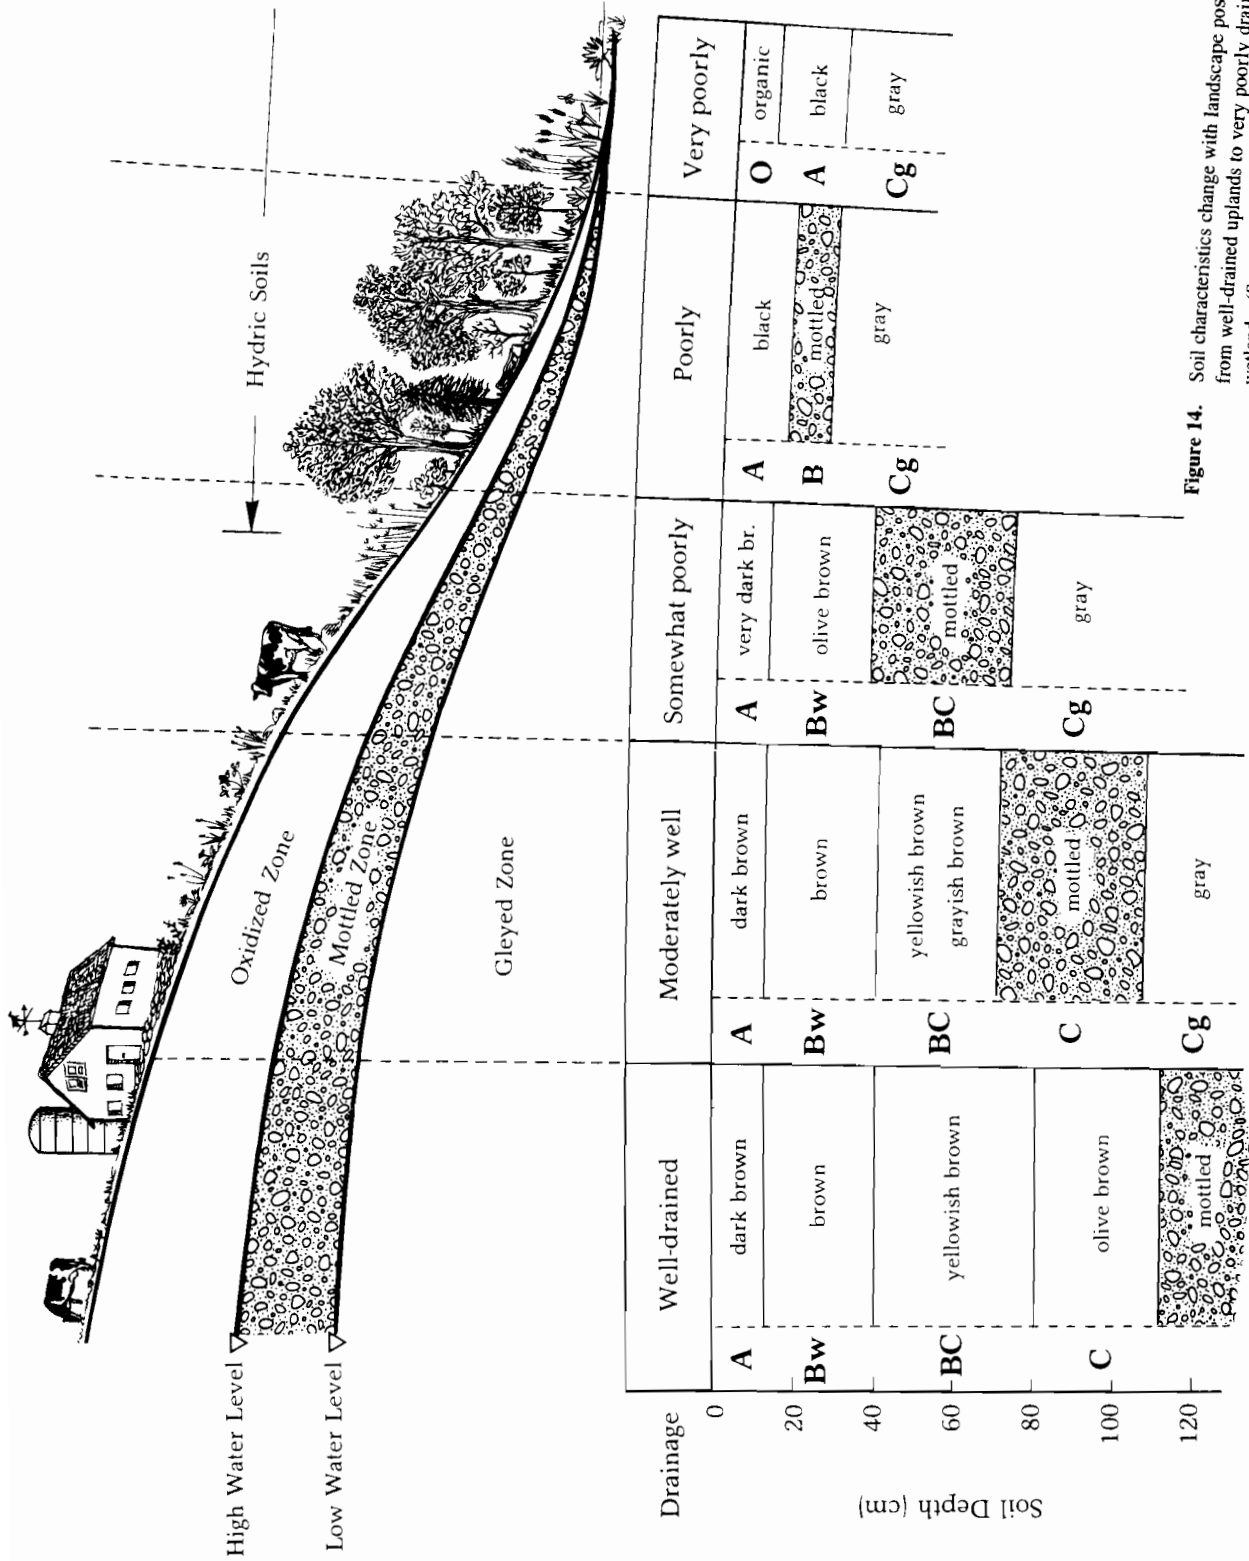 Hydric Soils
Oxidized Zone
Mottled Zone
Gleyed Zone
High Water Level
Low Water Level
Drainage
Well-drained
Moderately well
Somewhat poorly
Poorly
Very poorly
Soil Depth (cm)
0
20
40
60
80
100
120
A
dark brown
Bw
brown
BC
yellowish brown
C
olive brown
mottled
A
dark brown
Bw
brown
BC
yellowish brown
grayish brown
C
mottled
Cg
gray
A
very dark br.
Bw
olive brown
BC
mottled
Cg
gray
A
black
B
mottled
Cg
gray
O
organic
A
black
Cg
gray
Figure 14. Soil characteristics change with landscape
from well-drained uplands to very poorly